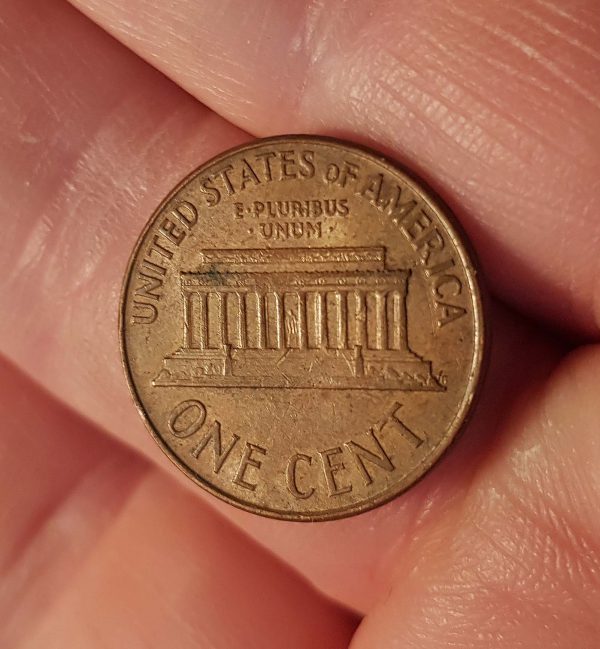 UNITED STATES OF AMERICA
E·PLURIBUS
·UNUM·
ONE CENT